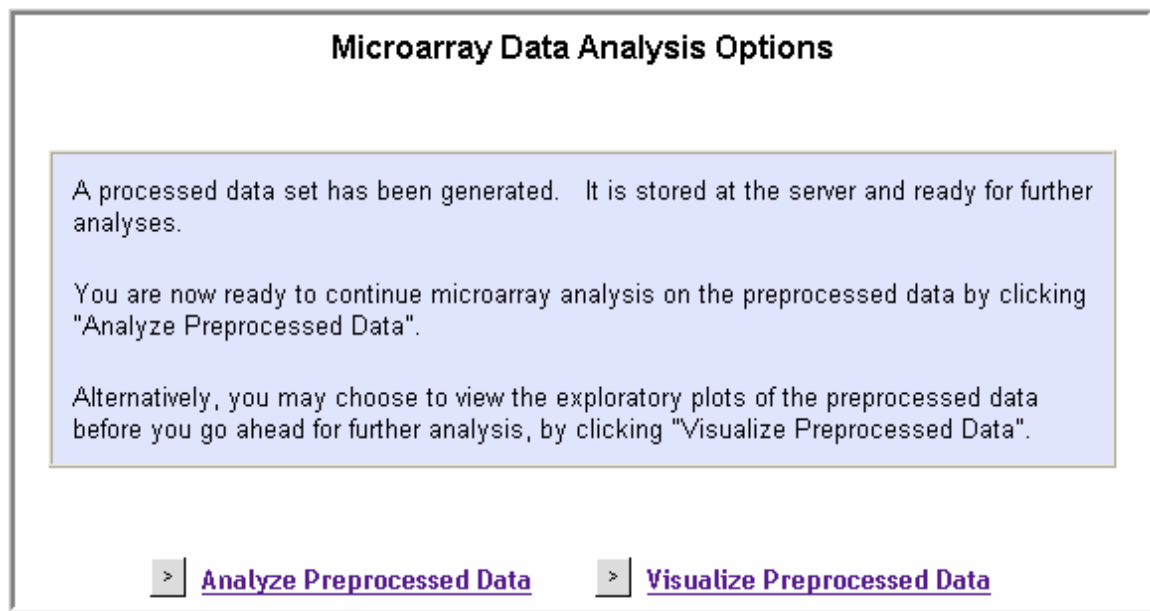 Microarray Data Analysis Options
A processed data set has been generated.   It is stored at the server and ready for further
analyses.
You are now ready to continue microarray analysis on the preprocessed data by clicking
"Analyze Preprocessed Data".
Alternatively, you may choose to view the exploratory plots of the preprocessed data
before you go ahead for further analysis, by clicking "Visualize Preprocessed Data".
> Analyze Preprocessed Data > Visualize Preprocessed Data